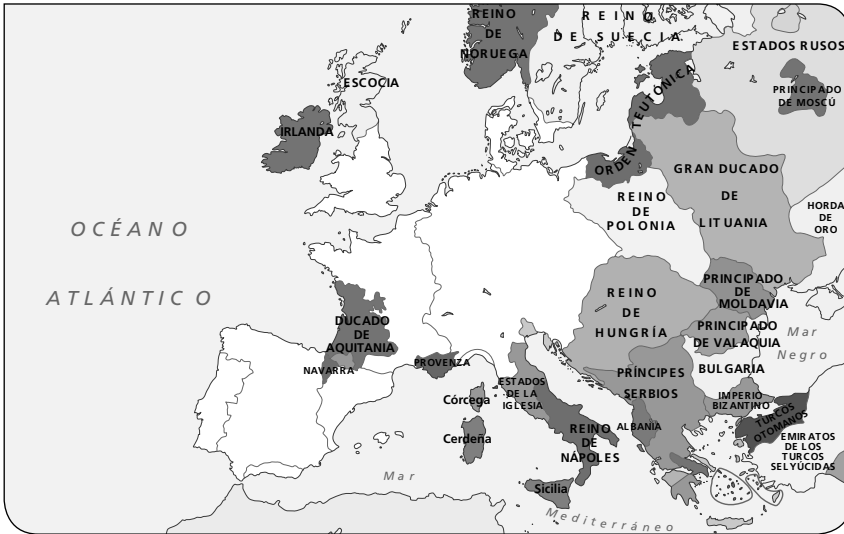 REINO
DE
NORUEGA
REINO
DE SUECIA
ESTADOS RUSOS
PRINCIPADO
DE MOSCÚ
ESCOCIA
IRLANDA
ORDEN TEUTÓNICA
GRAN DUCADO
DE
LITUANIA
REINO
DE
POLONIA
HORDA
DE
ORO
OCÉANO
ATLÁNTICO
PRINCIPADO
DE
MOLDAVIA
REINO
DE
HUNGRÍA
PRINCIPADO
DE VALAQUIA
Mar
Negro
DUCADO
DE
AQUITANIA
NAVARRA
PROVENZA
BULGARIA
PRÍNCIPES
SERBIOS
ESTADOS
DE LA
IGLESIA
Córcega
IMPERIO
BIZANTINO
TURCOS
OTOMANOS
ALBANIA
Cerdeña
REINO
DE
NÁPOLES
EMIRATOS
DE LOS
TURCOS
SELYÚCIDAS
Sicilia
Mar
Mediterráneo